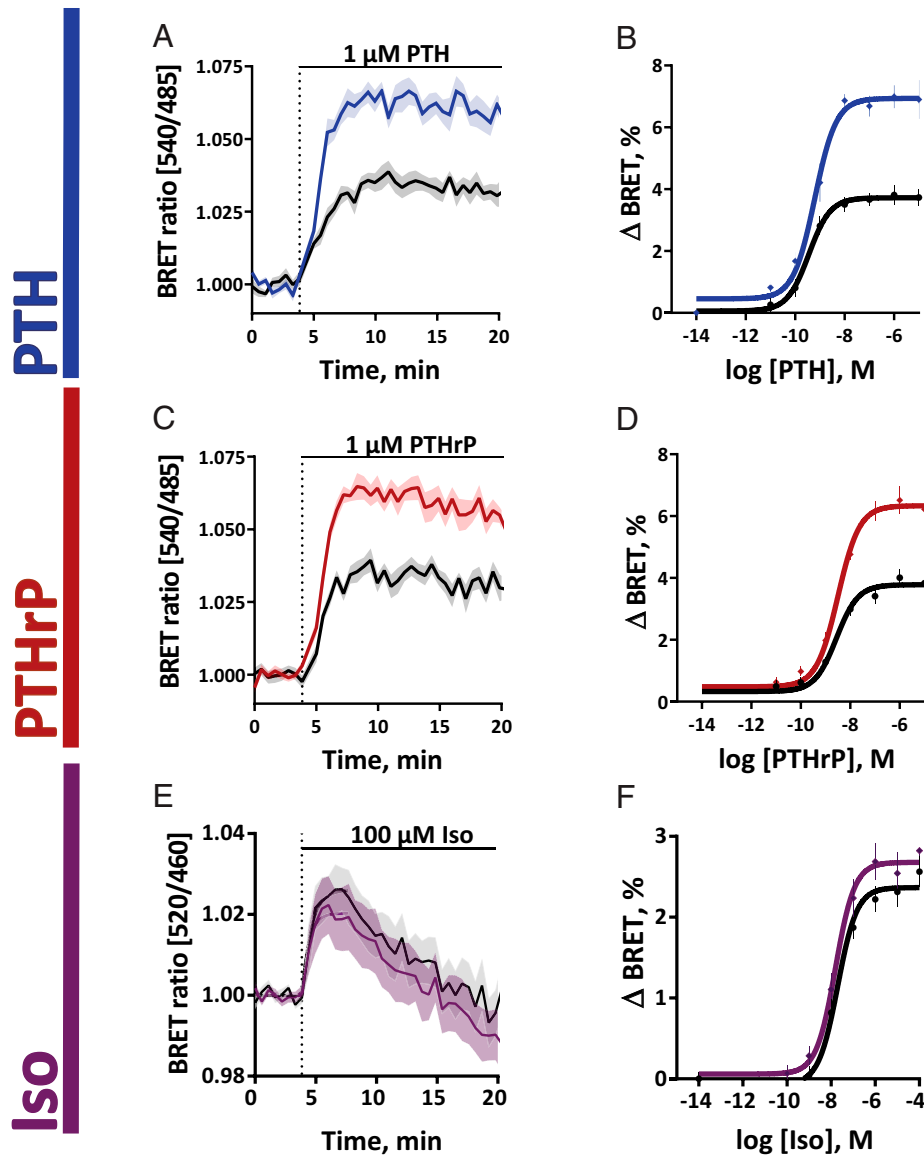 PTH
A
1 µM PTH
BRET ratio [540/485]
1.075
1.050
1.025
1.000
0 5 10 15 20
Time, min
B
Δ BRET, %
8
6
4
2
0
-14 -12 -10 -8 -6
log [PTH], M
PTHrP
C
1 µM PTHrP
BRET ratio [540/485]
1.075
1.050
1.025
1.000
0 5 10 15 20
Time, min
D
Δ BRET, %
8
6
4
2
0
-14 -12 -10 -8 -6
log [PTHrP], M
Iso
E
100 µM Iso
BRET ratio [520/460]
1.04
1.02
1.00
0.98
0 5 10 15 20
Time, min
F
Δ BRET, %
3
2
1
0
-14 -12 -10 -8 -6 -4
log [Iso], M